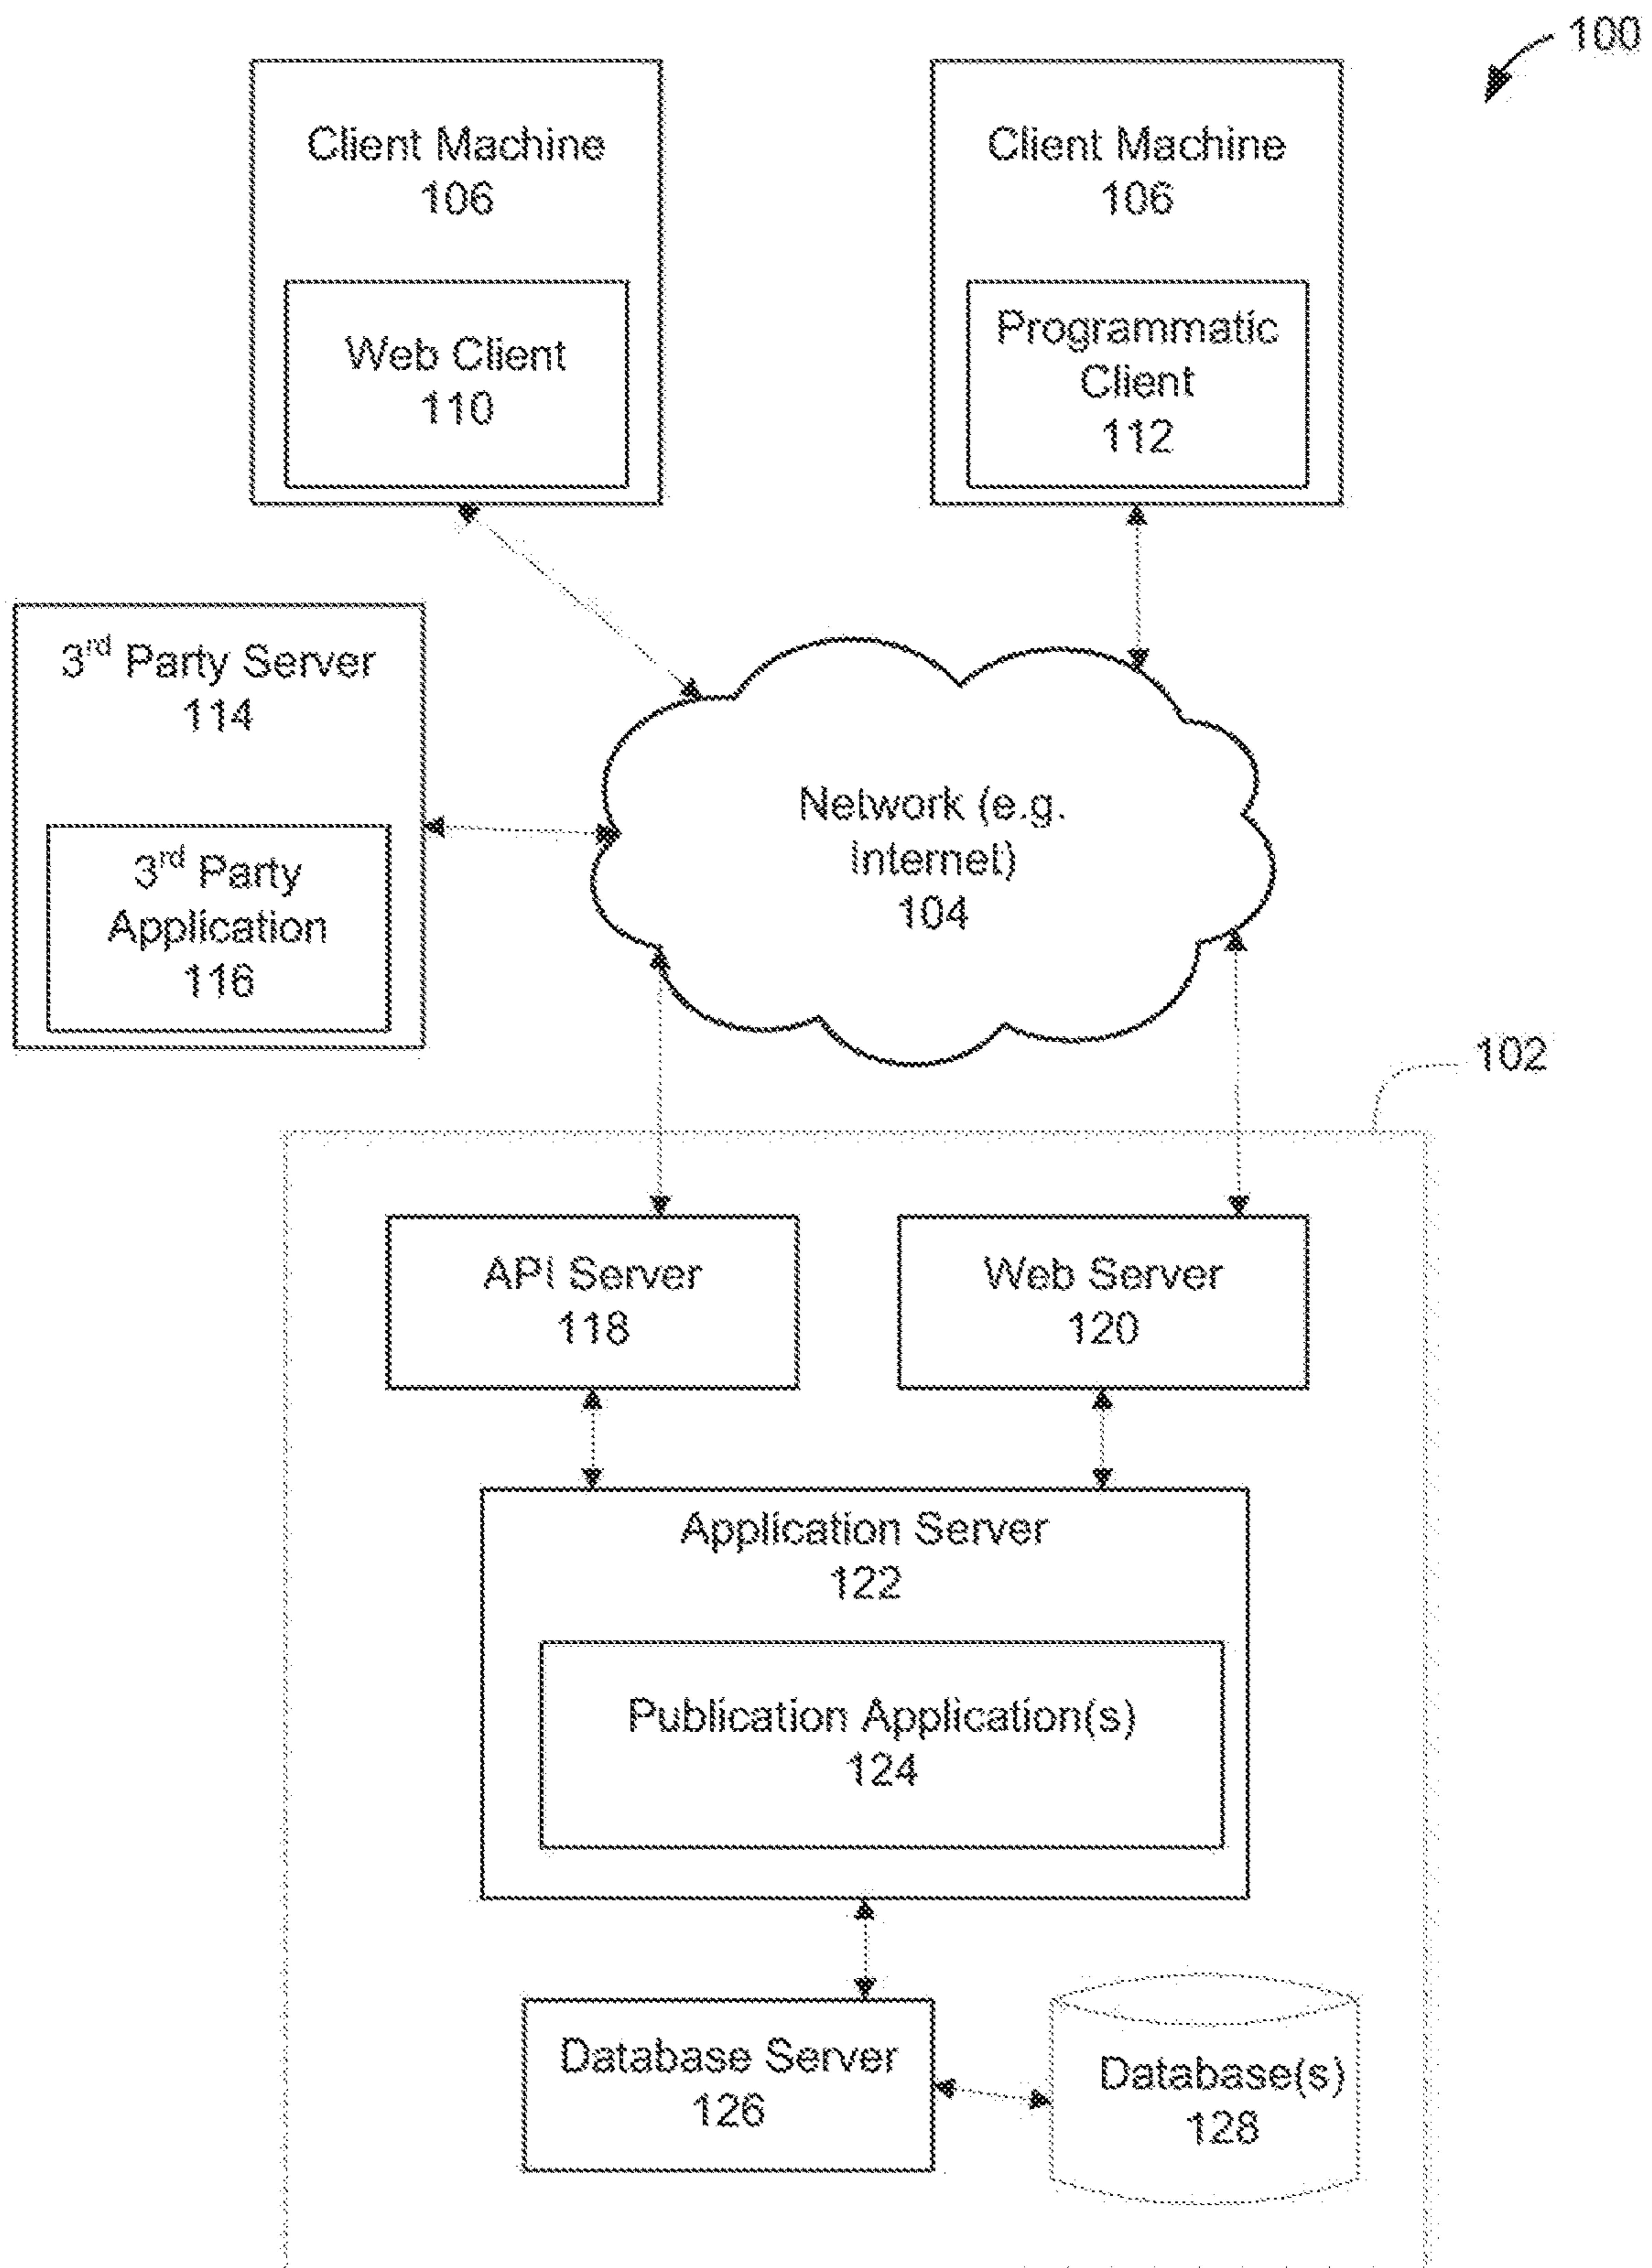 100
Client Machine
106
Web Client
110
Client Machine
106
Programmatic
Client
112
3rd Party Server
114
3rd Party
Application
116
Network (e.g.
Internet)
104
102
API Server
118
Web Server
120
Application Server
122
Publication Application(s)
124
Database Server
126
Database(s)
128